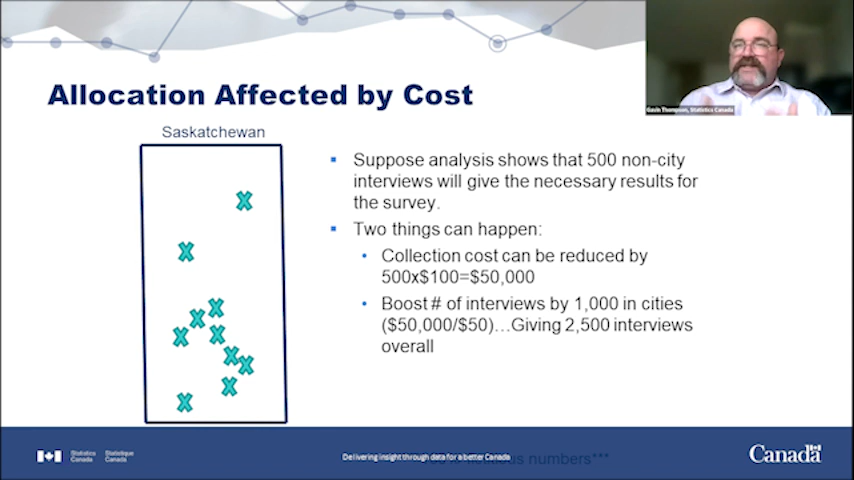 Allocation Affected by Cost
Saskatchewan
Suppose analysis shows that 500 non-city
interviews will give the necessary results for
the survey.
Two things can happen:
Collection cost can be reduced by
500x$100=$50,000
Boost # of interviews by 1,000 in cities
($50,000/$50)…Giving 2,500 interviews
overall
Gavin Thompson, Statistics Canada
Statistics
Canada
Statistique
Canada
Delivering insight through data for a better Canada
numbers***
Canada